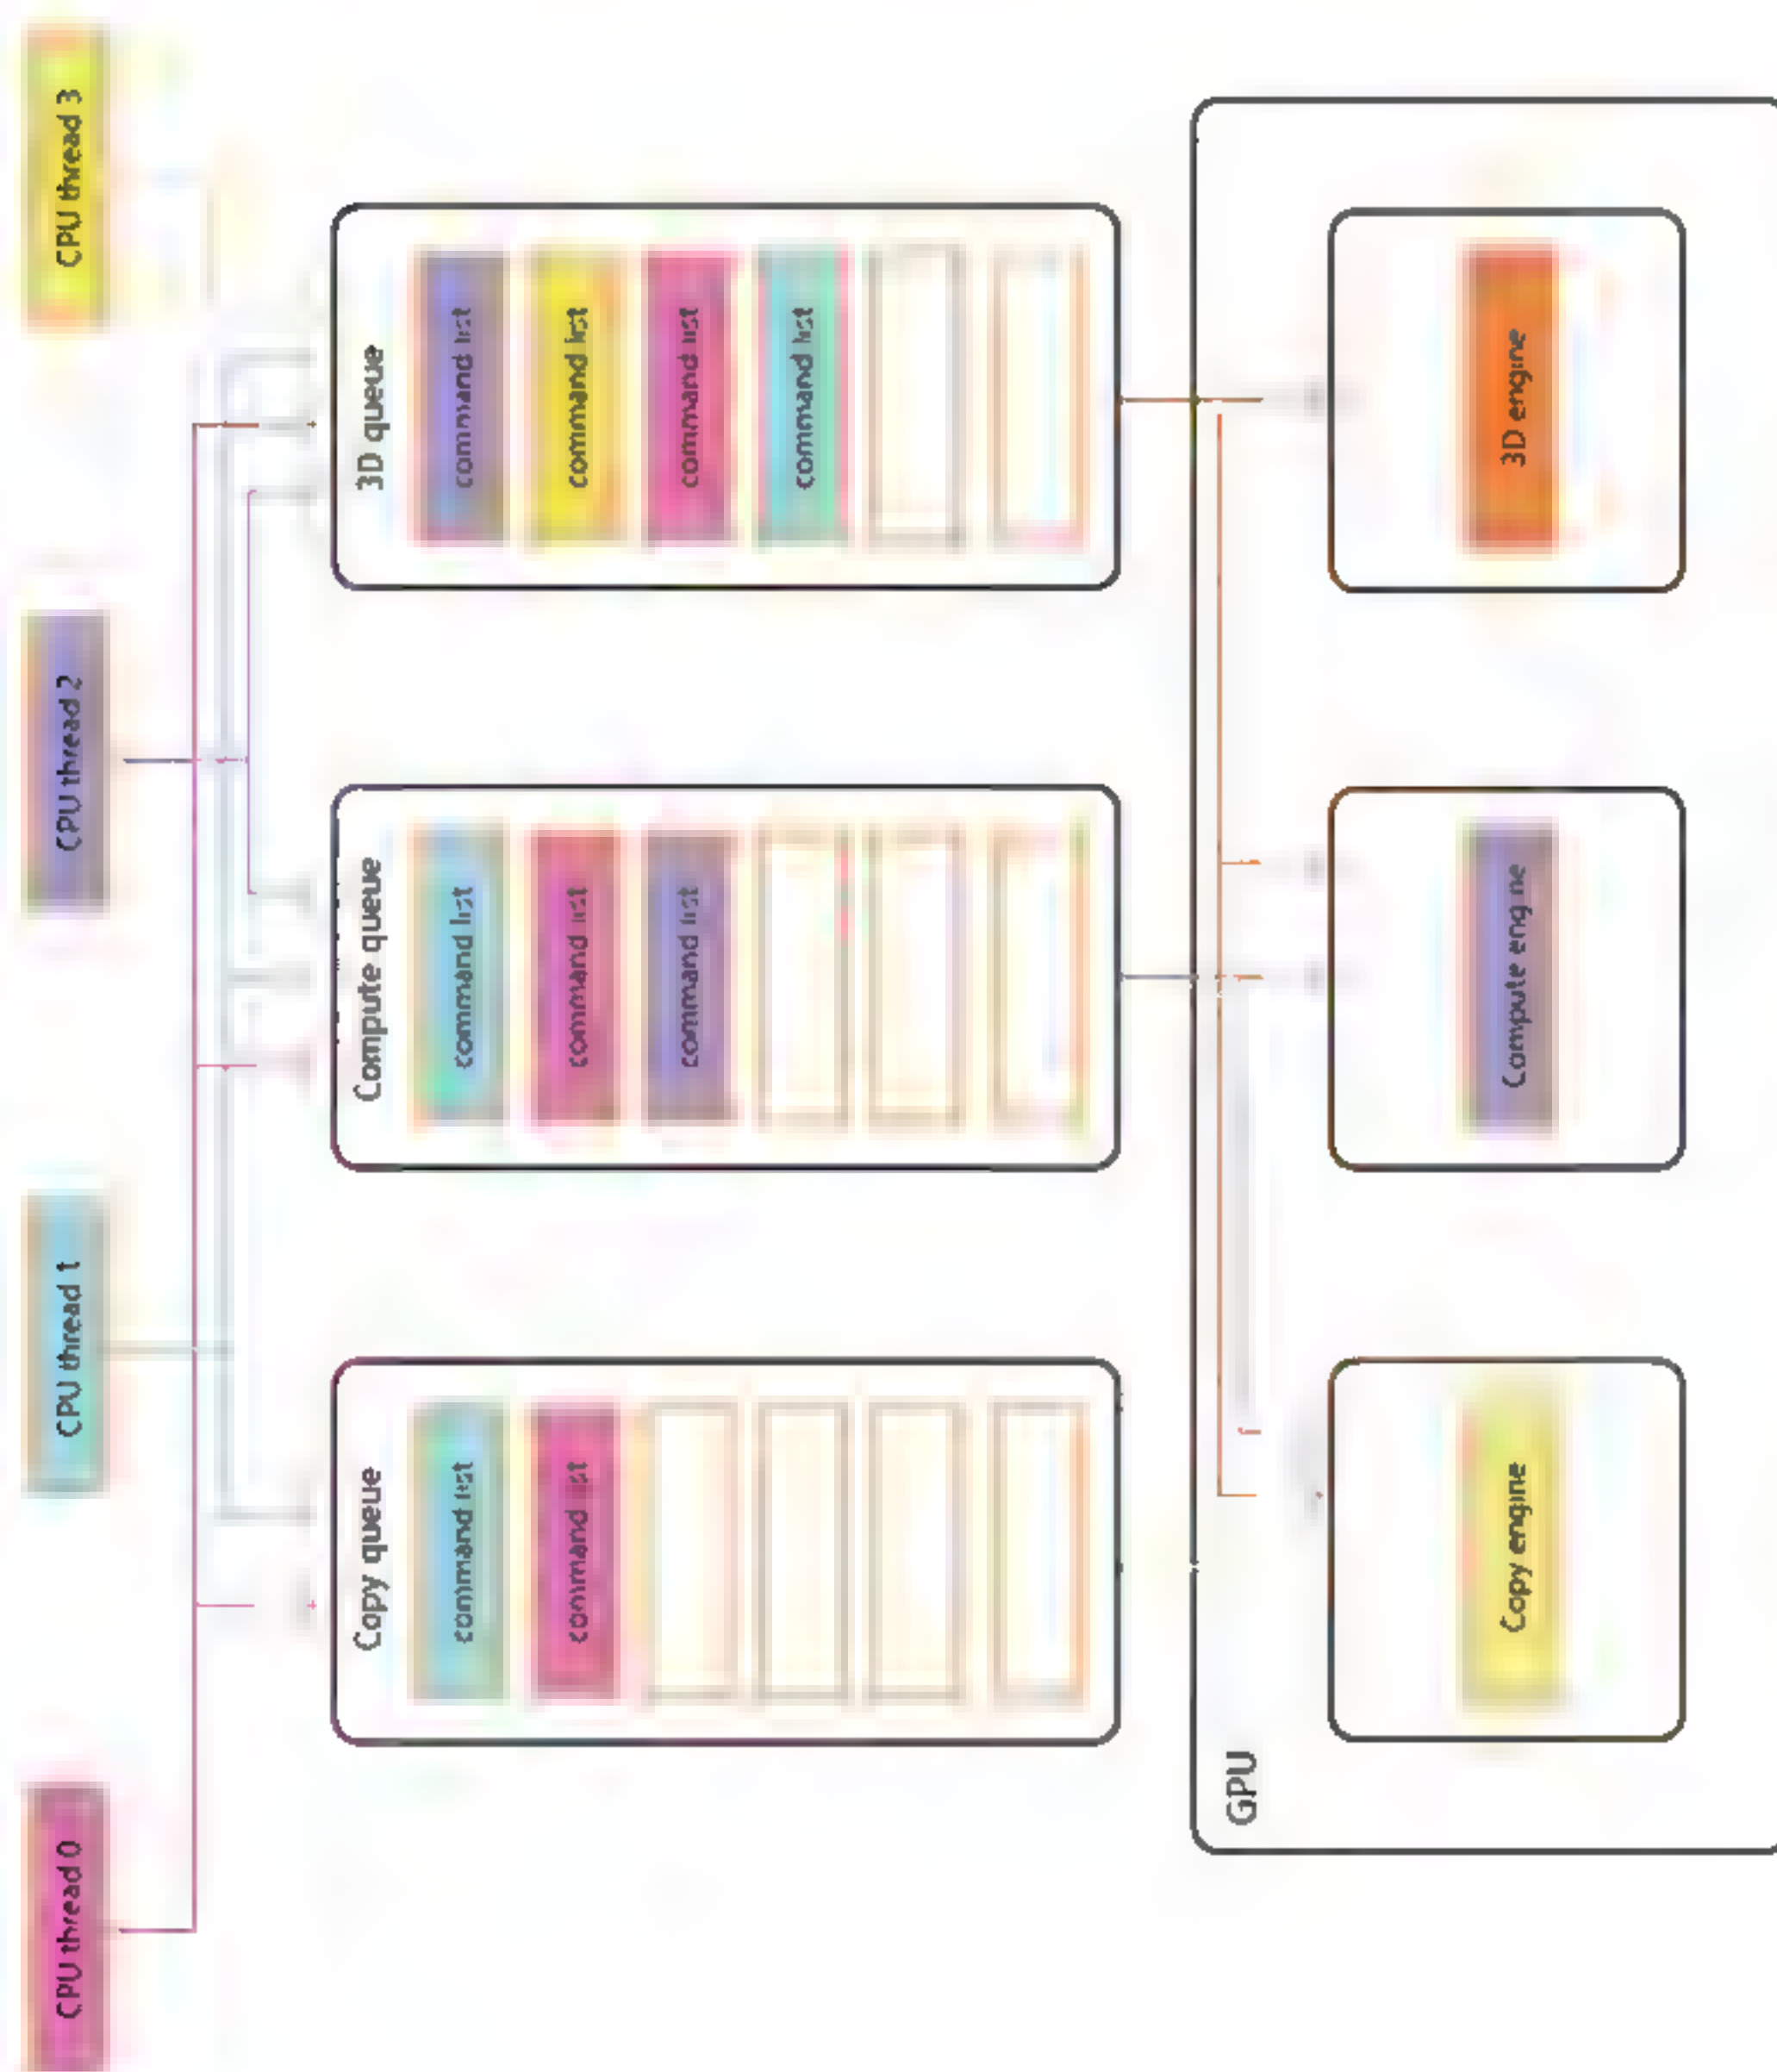 CPU thread 0
CPU thread 1
CPU thread 2
CPU thread 3
Copy queue
command list
command list
Compute queue
command list
command list
command list
3D queue
command list
command list
command list
command list
GPU
Copy engine
Compute engine
3D engine